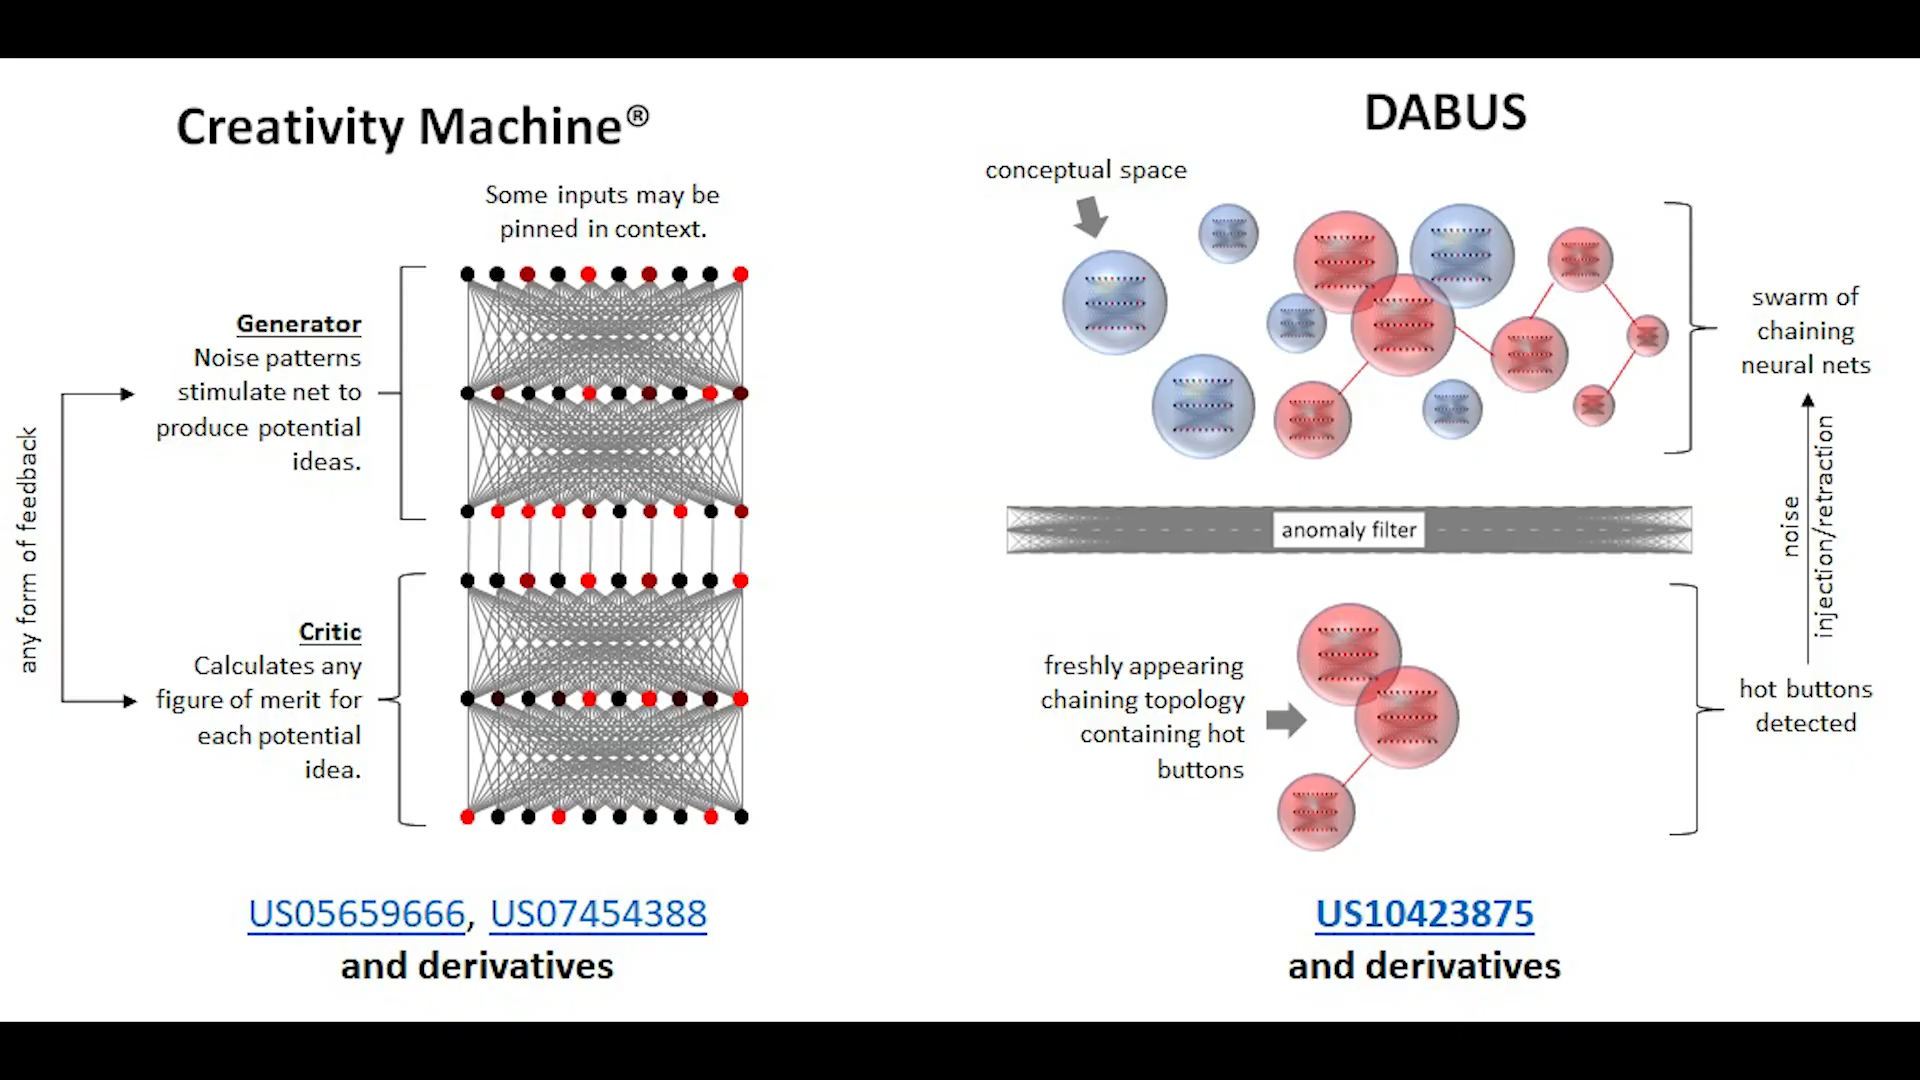 Creativity Machine®
Some inputs may be
pinned in context.
Generator
Noise patterns
stimulate net to
produce potential
ideas.
any form of feedback
Critic
Calculates any
figure of merit for
each potential
idea.
US05659666, US07454388
and derivatives
DABUS
conceptual space
swarm of
chaining
neural nets
anomaly filter
noise
injection/retraction
freshly appearing
chaining topology
containing hot
buttons
hot buttons
detected
US10423875
and derivatives